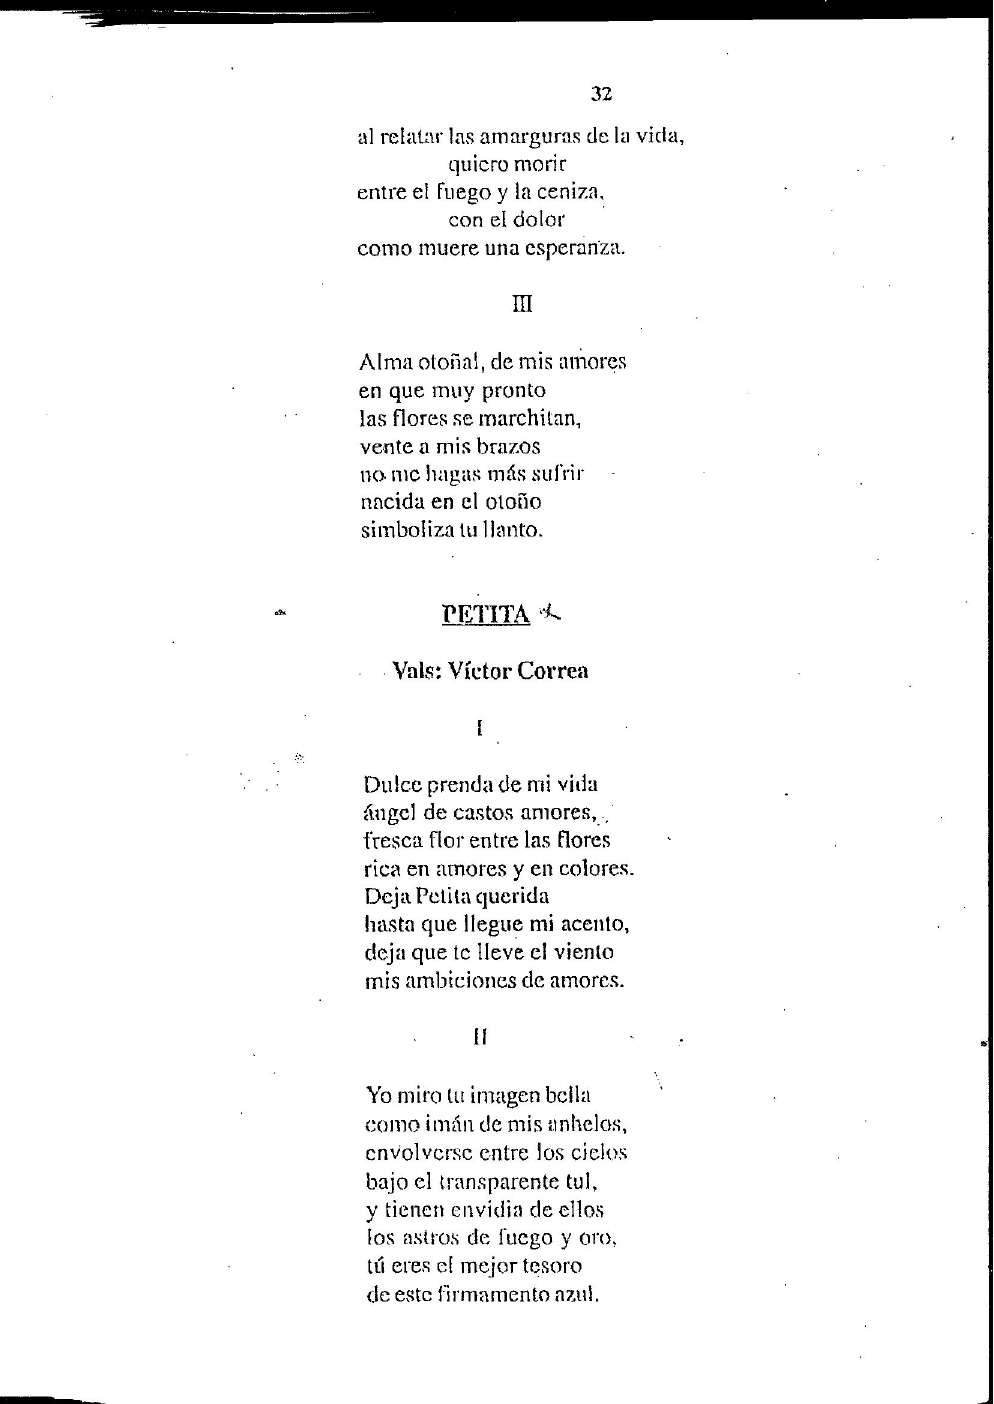 32
al relatar las amarguras de la vida,
quiero morir
entre el fuego y la ceniza,
con el dolor
como muere una esperanza.
III
Alma otoñal, de mis amores
en que muy pronto
las flores se marchitan,
vente a mis brazos
no me hagas más sufrir
nacida en el otoño
simboliza tu llanto.
PETITA
Vals: Víctor Correa
I
Dulce prenda de mi vida
ángel de castos amores,
fresca flor entre las flores
rica en amores y en colores.
Deja Petita querida
hasta que llegue mi acento,
deja que te lleve el viento
mis ambiciones de amores.
II
Yo miro tu imagen bella
como imán de mis anhelos,
envolverse entre los cielos
bajo el transparente tul,
y tienen envidia de ellos
los astros de fuego y oro,
tú eres el mejor tesoro
de este firmamento azul.